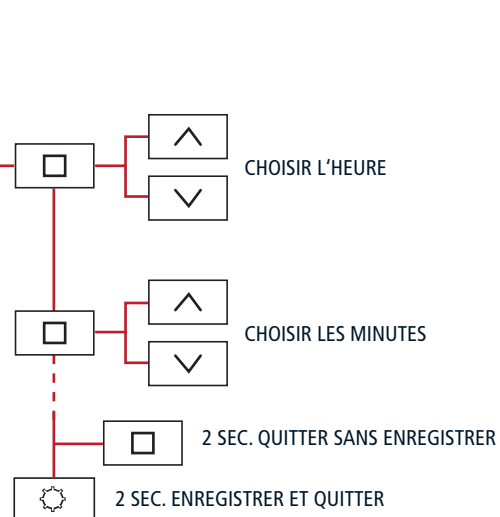 CHOISIR L‘HEURE
CHOISIR LES MINUTES
2 SEC. QUITTER SANS ENREGISTRER
2 SEC. ENREGISTRER ET QUITTER